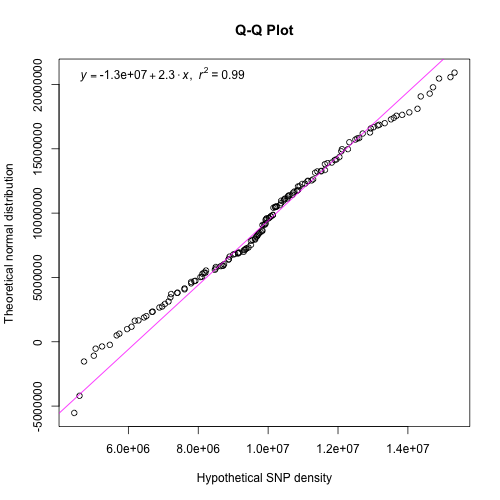 Q-Q Plot
y = -1.3e+07 + 2.3 · x, r² = 0.99
Theoretical normal distribution
20000000
15000000
10000000
5000000
0
-5000000
6.0e+06 8.0e+06 1.0e+07 1.2e+07 1.4e+07
Hypothetical SNP density